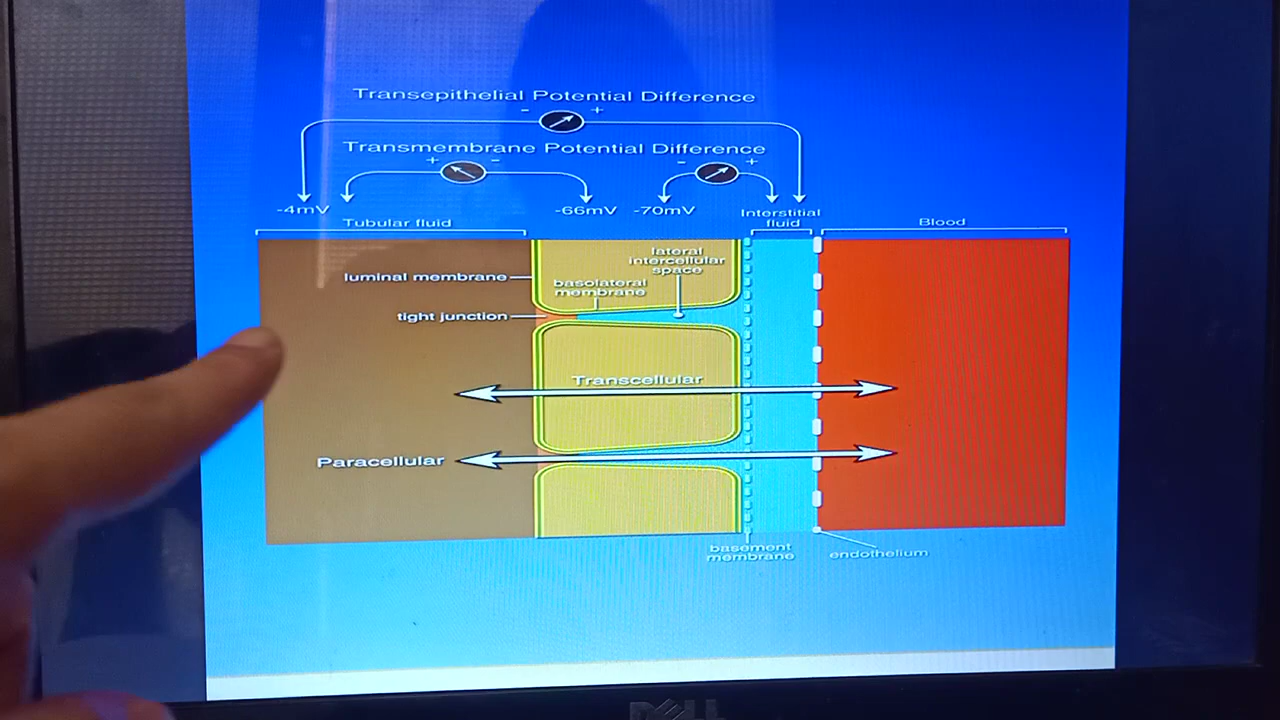 Transepithelial Potential Difference
- +
Transmembrane Potential Difference
+ - - +
-4mV -66mV -70mV
Tubular fluid
Interstitial
fluid
Blood
luminal membrane
lateral
intercellular
space
basolateral
membrane
tight junction
Transcellular
Paracellular
basement
membrane
endothelium
DELL